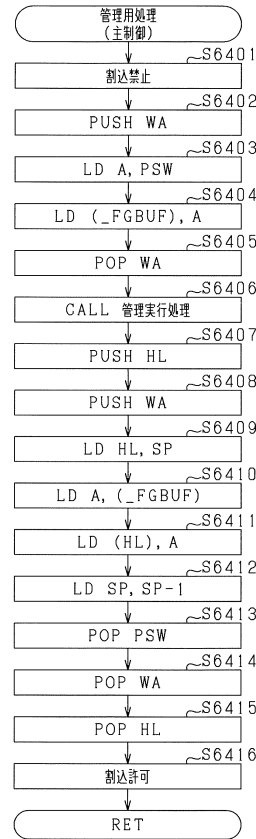 管理用処理
(主制御)
S6401
割込禁止
S6402
PUSH WA
S6403
LD A, PSW
S6404
LD (_FGBUF), A
S6405
POP WA
S6406
CALL 管理実行処理
S6407
PUSH HL
S6408
PUSH WA
S6409
LD HL, SP
S6410
LD A, (_FGBUF)
S6411
LD (HL), A
S6412
LD SP, SP-1
S6413
POP PSW
S6414
POP WA
S6415
POP HL
S6416
割込許可
RET